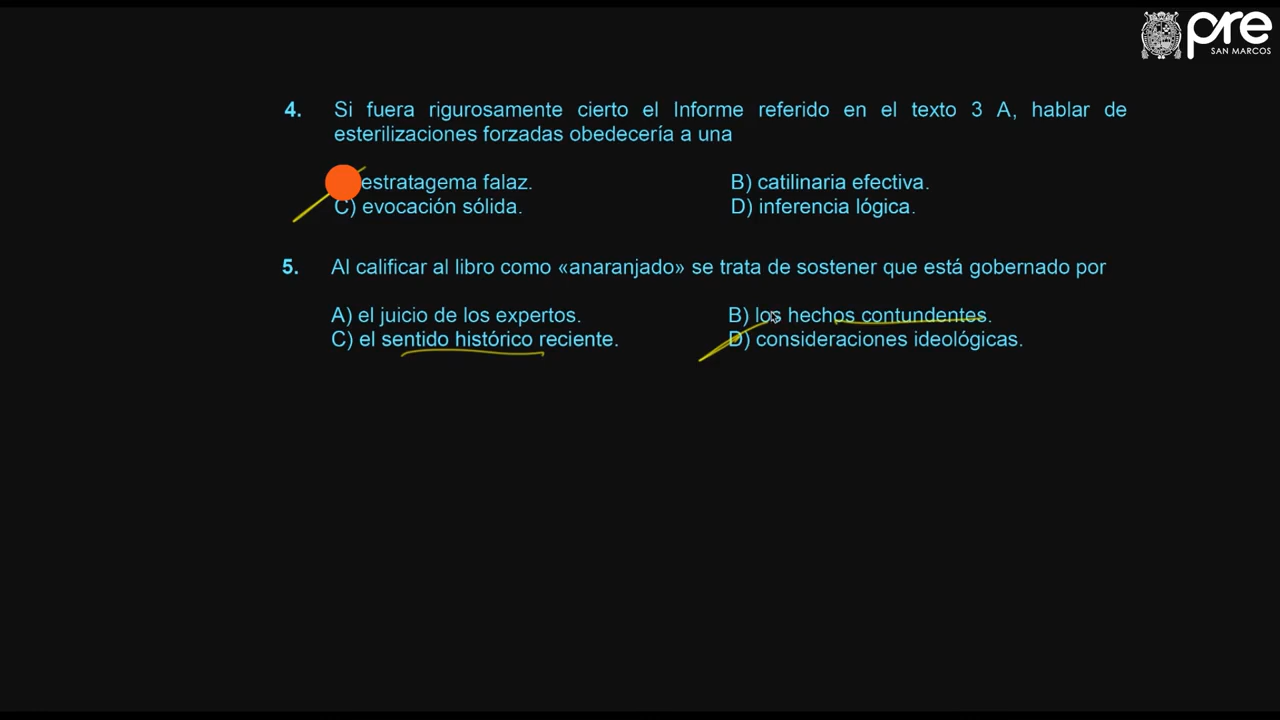 pre
SAN MARCOS
4. Si fuera rigurosamente cierto el Informe referido en el texto 3 A, hablar de
esterilizaciones forzadas obedecería a una
estratagema falaz. B) catilinaria efectiva.
C) evocación sólida. D) inferencia lógica.
5. Al calificar al libro como «anaranjado» se trata de sostener que está gobernado por
A) el juicio de los expertos. B) los hechos contundentes.
C) el sentido histórico reciente. D) consideraciones ideológicas.